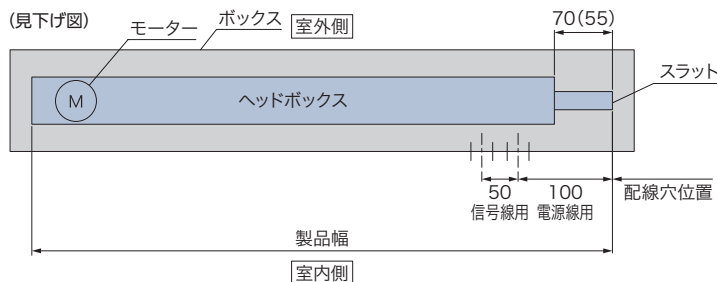 (見下げ図)
モーター
ボックス
室外側
70(55)
スラット
M
ヘッドボックス
50
100
配線穴位置
信号線用
電源線用
製品幅
室内側